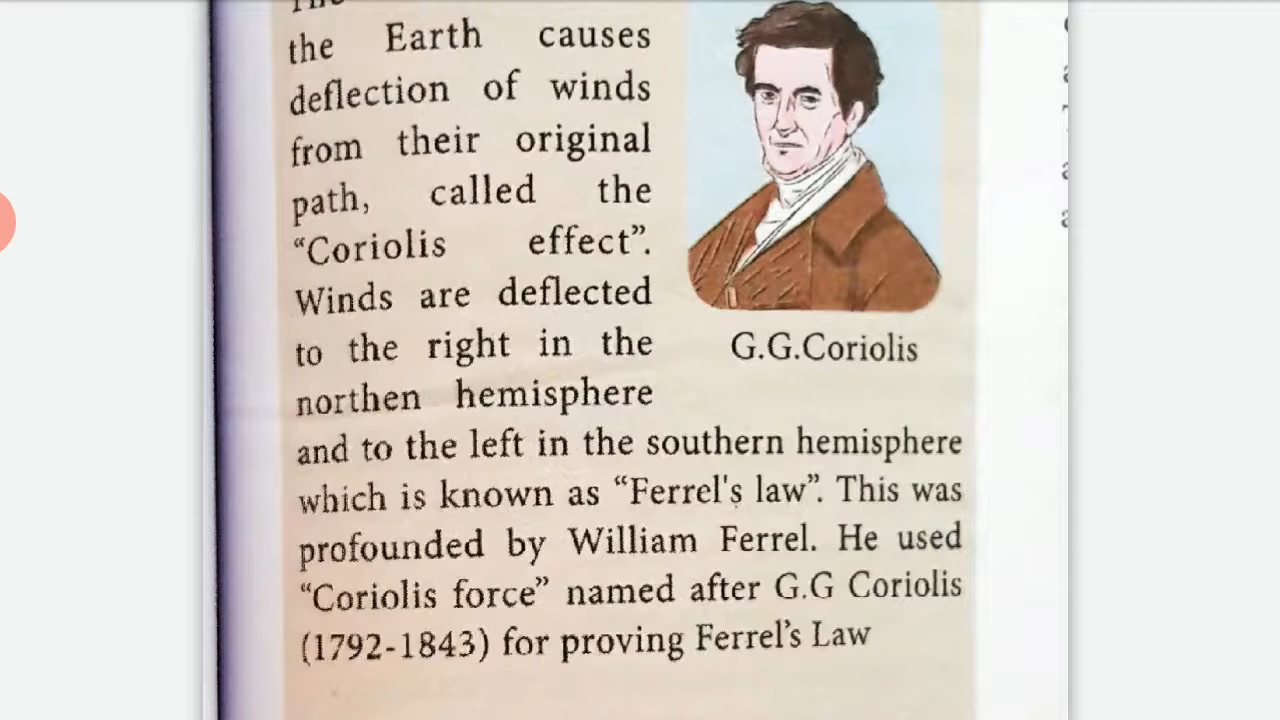 the Earth causes
deflection of winds
from their original
path, called the
“Coriolis effect”.
Winds are deflected
to the right in the
northen hemisphere
G.G.Coriolis
and to the left in the southern hemisphere
which is known as “Ferrel's law”. This was
profounded by William Ferrel. He used
“Coriolis force” named after G.G Coriolis
(1792-1843) for proving Ferrel’s Law